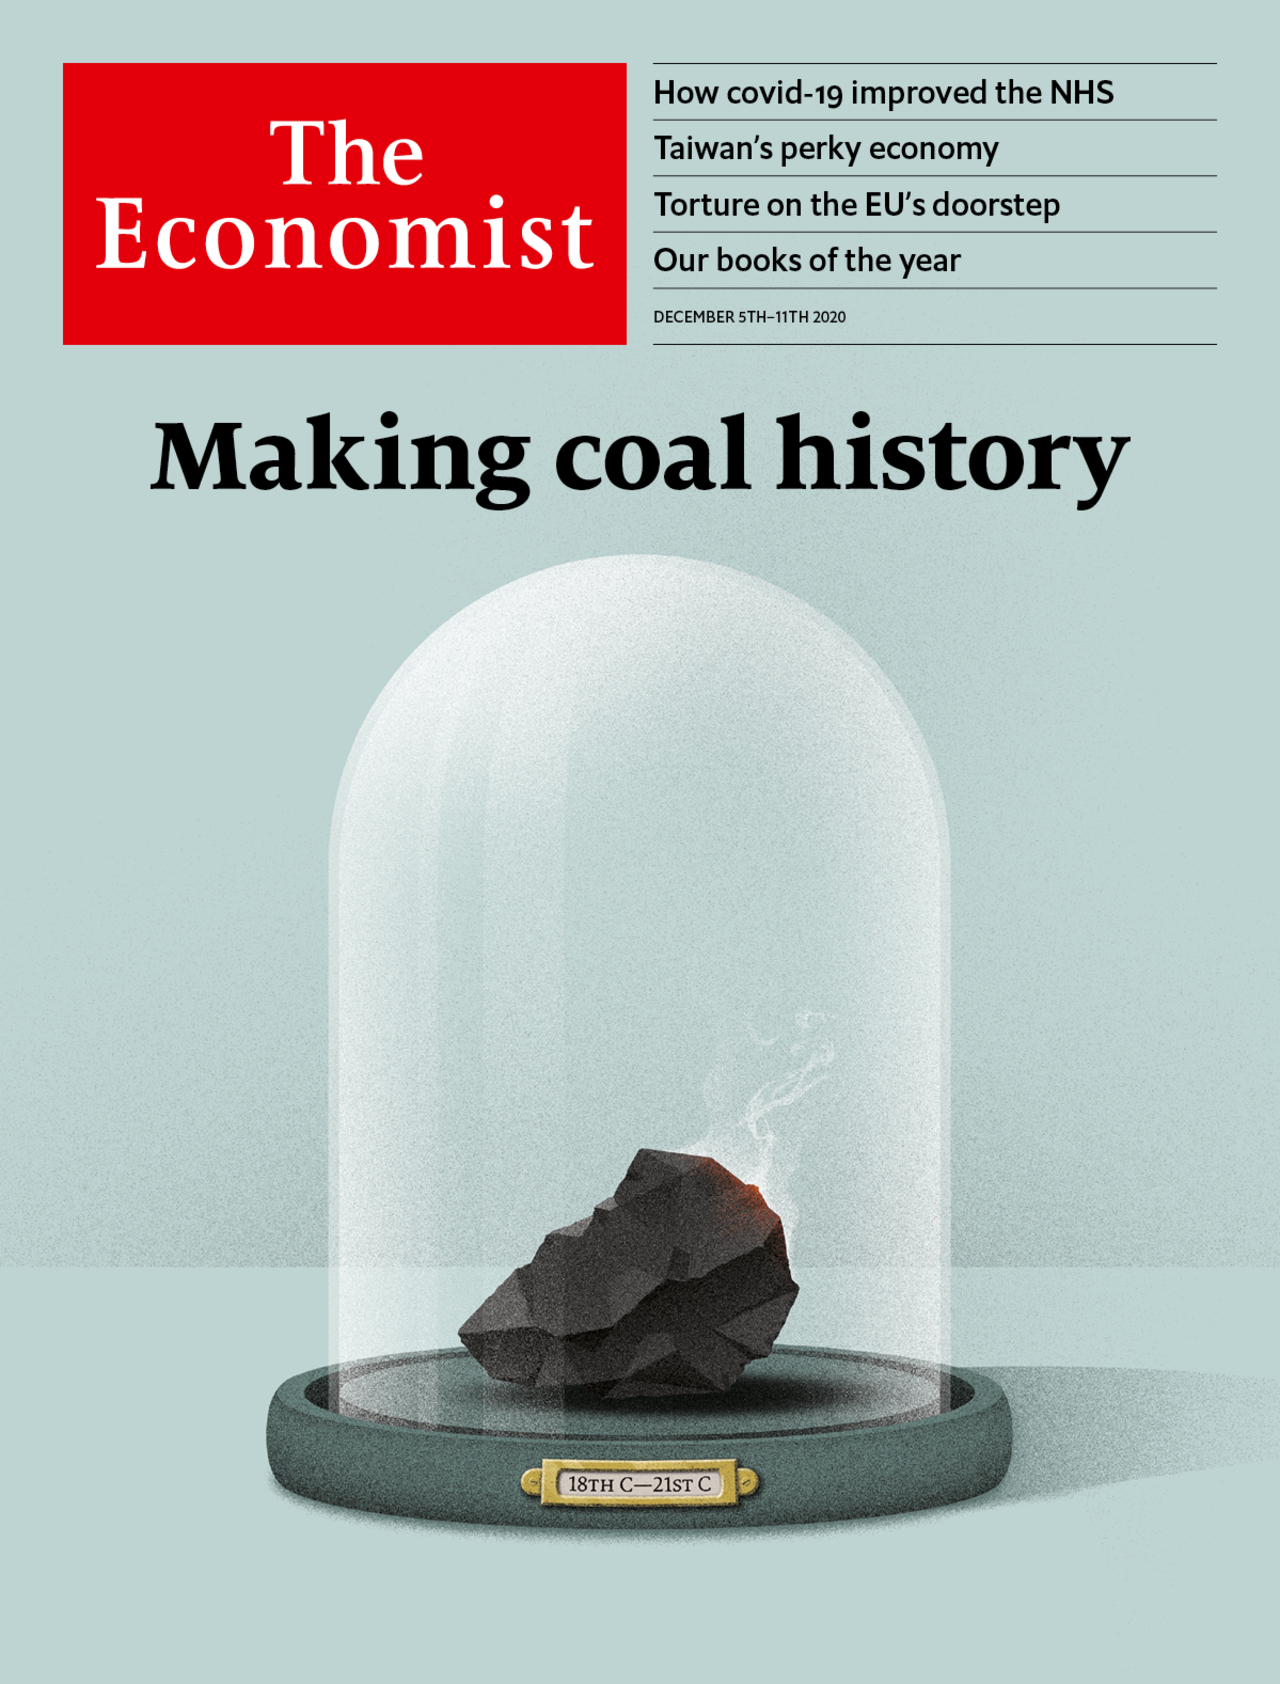 The
Economist
How covid-19 improved the NHS
Taiwan’s perky economy
Torture on the EU’s doorstep
Our books of the year
DECEMBER 5TH–11TH 2020
Making coal history
18TH C—21ST C